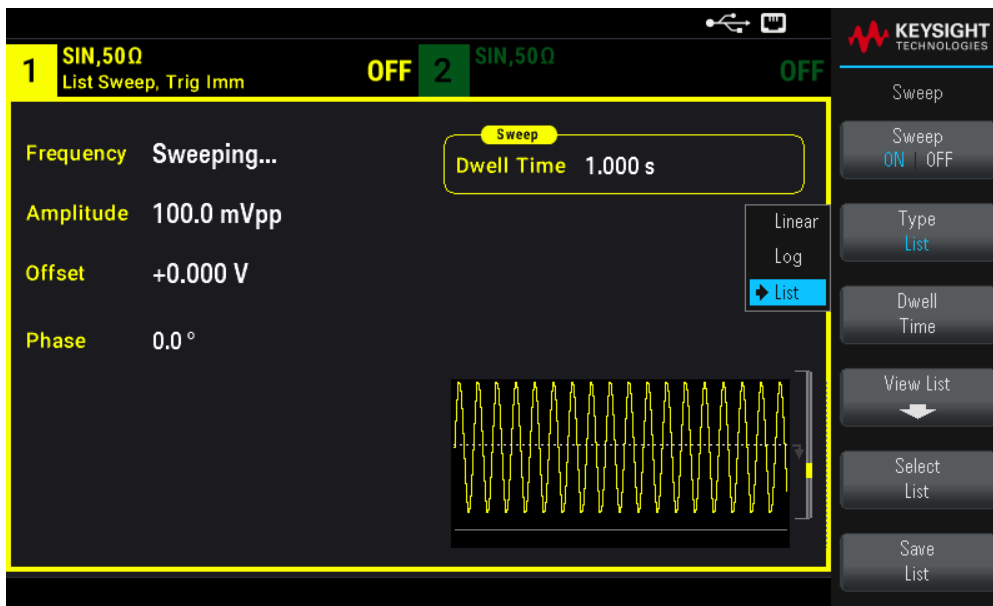 KEYSIGHT
TECHNOLOGIES
1
SIN,50Ω
List Sweep, Trig Imm
OFF
2
SIN,50Ω
OFF
Sweep
Frequency Sweeping...
Sweep
Dwell Time 1.000 s
Amplitude 100.0 mVpp
Offset +0.000 V
Phase 0.0 °
Linear
Log
List
Sweep
ON | OFF
Type
List
Dwell
Time
View List
Select
List
Save
List